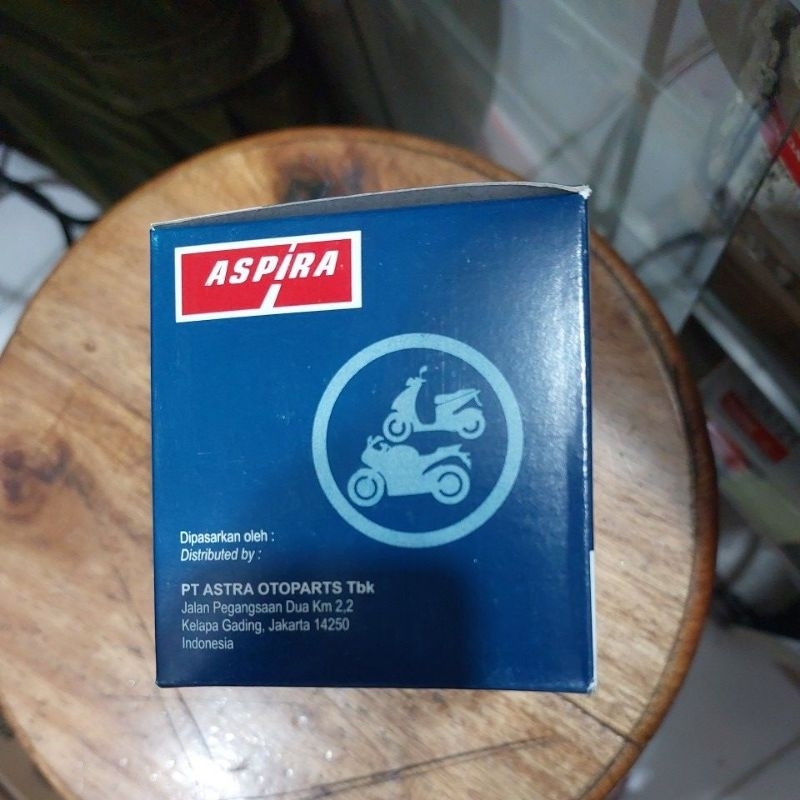 ASPIRA
Dipasarkan oleh :
Distributed by :
PT ASTRA OTOPARTS Tbk
Jalan Pegangsaan Dua Km 2,2
Kelapa Gading, Jakarta 14250
Indonesia